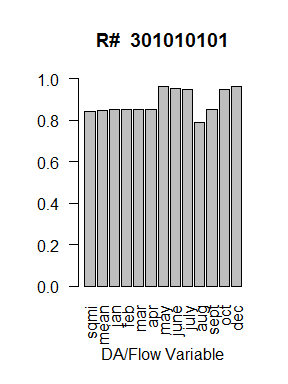 R# 301010101
1.0
0.8
0.6
0.4
0.2
0.0
sqmi
mean
jan
feb
mar
apr
may
june
july
aug
sept
oct
dec
DA/Flow Variable